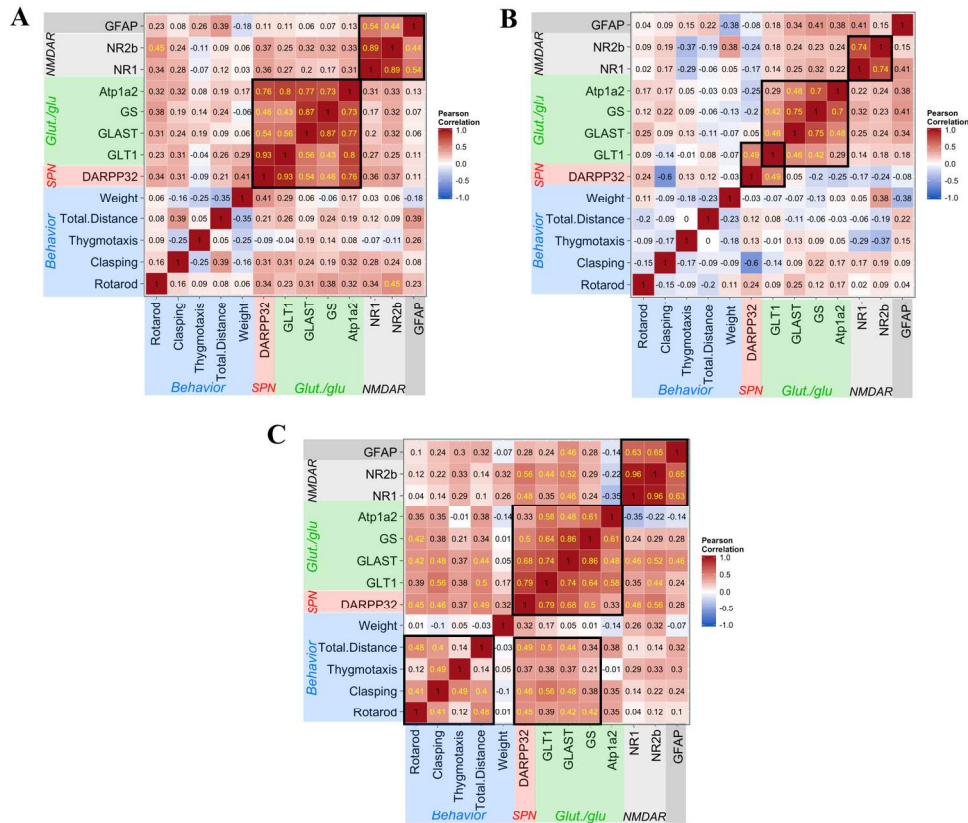 A
GFAP 0.23 0.08 0.26 0.39 -0.18 0.33 0.33 0.06 0.11 0.13 0.54 0.44 1
NR2b 0.45 0.24 -0.11 0.09 0.06 0.37 0.25 0.32 0.32 0.33 0.89 1 0.44
NR1 0.34 0.28 -0.07 0.12 0.03 0.36 0.27 0.2 0.17 0.31 1 0.89 0.54
Atp1a2 0.32 0.32 0.08 0.19 0.17 0.76 0.8 0.77 0.73 1 0.31 0.33 0.13
GS 0.38 0.19 0.14 0.24 -0.06 0.46 0.43 0.87 1 0.73 0.17 0.32 0.11
GLAST 0.31 0.24 0.19 0.09 0.06 0.54 0.56 1 0.87 0.77 0.2 0.32 0.06
GLT1 0.23 0.31 -0.04 0.26 0.29 0.93 1 0.56 0.43 0.8 0.27 0.25 0.33
DARPP32 0.34 0.31 -0.09 0.21 0.41 1 0.93 0.54 0.46 0.76 0.36 0.37 0.11
Weight 0.06 -0.16 -0.25 -0.35 1 0.41 0.29 0.06 -0.06 0.17 0.03 0.06 -0.18
Total.Distance 0.08 0.39 0.05 1 -0.35 0.21 0.26 0.09 0.24 0.19 0.12 0.09 0.39
Thygmotaxis 0.09 -0.25 1 0.05 -0.25 -0.09 -0.04 0.19 0.14 0.08 -0.07 -0.11 0.26
Clasping 0.16 1 -0.25 0.39 -0.16 0.31 0.31 0.24 0.19 0.32 0.28 0.24 0.08
Rotarod 1 0.16 0.09 0.08 0.06 0.34 0.23 0.31 0.38 0.32 0.34 0.45 0.23
NMDAR
Glut./glu
SPN
Behavior
Rotarod Clasping Thygmotaxis Total.Distance Weight DARPP32 GLT1 GLAST GS Atp1a2 NR1 NR2b GFAP
Behavior SPN Glut./glu NMDAR
Pearson
Correlation
1.0
0.5
0.0
-0.5
-1.0
B
GFAP 0.04 0.09 0.15 0.22 -0.38 -0.08 0.18 0.34 0.41 0.38 0.41 0.15 1
NR2b 0.09 0.19 -0.37 -0.19 0.38 -0.24 0.18 0.24 0.23 0.24 0.74 1 0.15
NR1 0.02 0.17 -0.29 -0.06 0.05 -0.17 0.14 0.25 0.32 0.22 1 0.74 0.41
Atp1a2 0.17 0.17 0.05 -0.03 -0.03 -0.25 0.29 0.48 0.7 1 0.22 0.24 0.38
GS 0.12 0.22 0.09 -0.06 -0.13 -0.2 0.42 0.75 1 0.7 0.32 0.23 0.41
GLAST 0.25 0.09 0.13 -0.11 -0.07 0.05 0.46 1 0.75 0.48 0.25 0.24 0.34
GLT1 0.09 -0.14 -0.01 0.08 -0.07 0.49 1 0.46 0.42 0.29 0.14 0.18 0.18
DARPP32 0.24 -0.6 0.13 0.12 -0.18 1 0.49 0.05 -0.2 -0.25 -0.17 -0.24 -0.08
Weight 0.11 -0.09 -0.18 -0.23 1 -0.18 -0.07 -0.07 -0.13 -0.03 0.05 0.38 -0.38
Total.Distance -0.2 -0.09 0 1 -0.23 0.12 0.08 -0.11 -0.06 -0.03 -0.06 -0.19 0.22
Thygmotaxis -0.09 -0.17 1 0 -0.18 0.13 -0.01 0.13 0.09 0.05 -0.29 -0.37 0.15
Clasping -0.15 1 -0.17 -0.09 -0.09 -0.6 -0.14 0.09 0.22 0.17 0.17 0.19 0.09
Rotarod 1 -0.15 -0.09 -0.2 0.11 0.24 0.09 0.25 0.12 0.17 0.02 0.09 0.04
NMDAR
Glut./glu
SPN
Behavior
Rotarod Clasping Thygmotaxis Total.Distance Weight DARPP32 GLT1 GLAST GS Atp1a2 NR1 NR2b GFAP
Behavior SPN Glut./glu NMDAR
Pearson
Correlation
1.0
0.5
0.0
-0.5
-1.0
C
GFAP 0.1 0.24 0.3 0.32 -0.07 0.28 0.24 0.46 0.28 -0.14 0.63 0.65 1
NR2b 0.12 0.22 0.33 0.14 0.32 0.56 0.44 0.52 0.29 -0.22 0.96 1 0.65
NR1 0.04 0.14 0.29 0.1 0.26 0.48 0.35 0.46 0.24 -0.35 1 0.96 0.63
Atp1a2 0.35 0.35 -0.01 0.38 -0.14 0.33 0.58 0.48 0.61 1 -0.35 -0.22 -0.14
GS 0.42 0.38 0.21 0.34 0.01 0.5 0.64 0.86 1 0.61 0.24 0.29 0.28
GLAST 0.42 0.48 0.37 0.44 0.05 0.68 0.74 1 0.86 0.48 0.46 0.52 0.46
GLT1 0.39 0.56 0.38 0.5 0.17 0.79 1 0.74 0.64 0.58 0.35 0.44 0.24
DARPP32 0.45 0.46 0.37 0.49 0.32 1 0.79 0.68 0.5 0.33 0.48 0.56 0.28
Weight 0.01 -0.1 0.05 -0.03 1 0.32 0.17 0.05 0.01 -0.14 0.26 0.32 -0.07
Total.Distance 0.48 0.4 0.14 1 -0.03 0.49 0.5 0.44 0.34 0.38 0.1 0.14 0.32
Thygmotaxis 0.12 0.49 1 0.14 0.05 0.37 0.38 0.37 0.21 -0.01 0.29 0.33 0.3
Clasping 0.41 1 0.49 0.4 -0.1 0.46 0.56 0.48 0.38 0.35 0.14 0.22 0.24
Rotarod 1 0.41 0.12 0.48 0.01 0.45 0.39 0.42 0.42 0.35 0.04 0.12 0.1
NMDAR
Glut./glu
SPN
Behavior
Rotarod Clasping Thygmotaxis Total.Distance Weight DARPP32 GLT1 GLAST GS Atp1a2 NR1 NR2b GFAP
Behavior SPN Glut./glu NMDAR
Pearson
Correlation
1.0
0.5
0.0
-0.5
-1.0